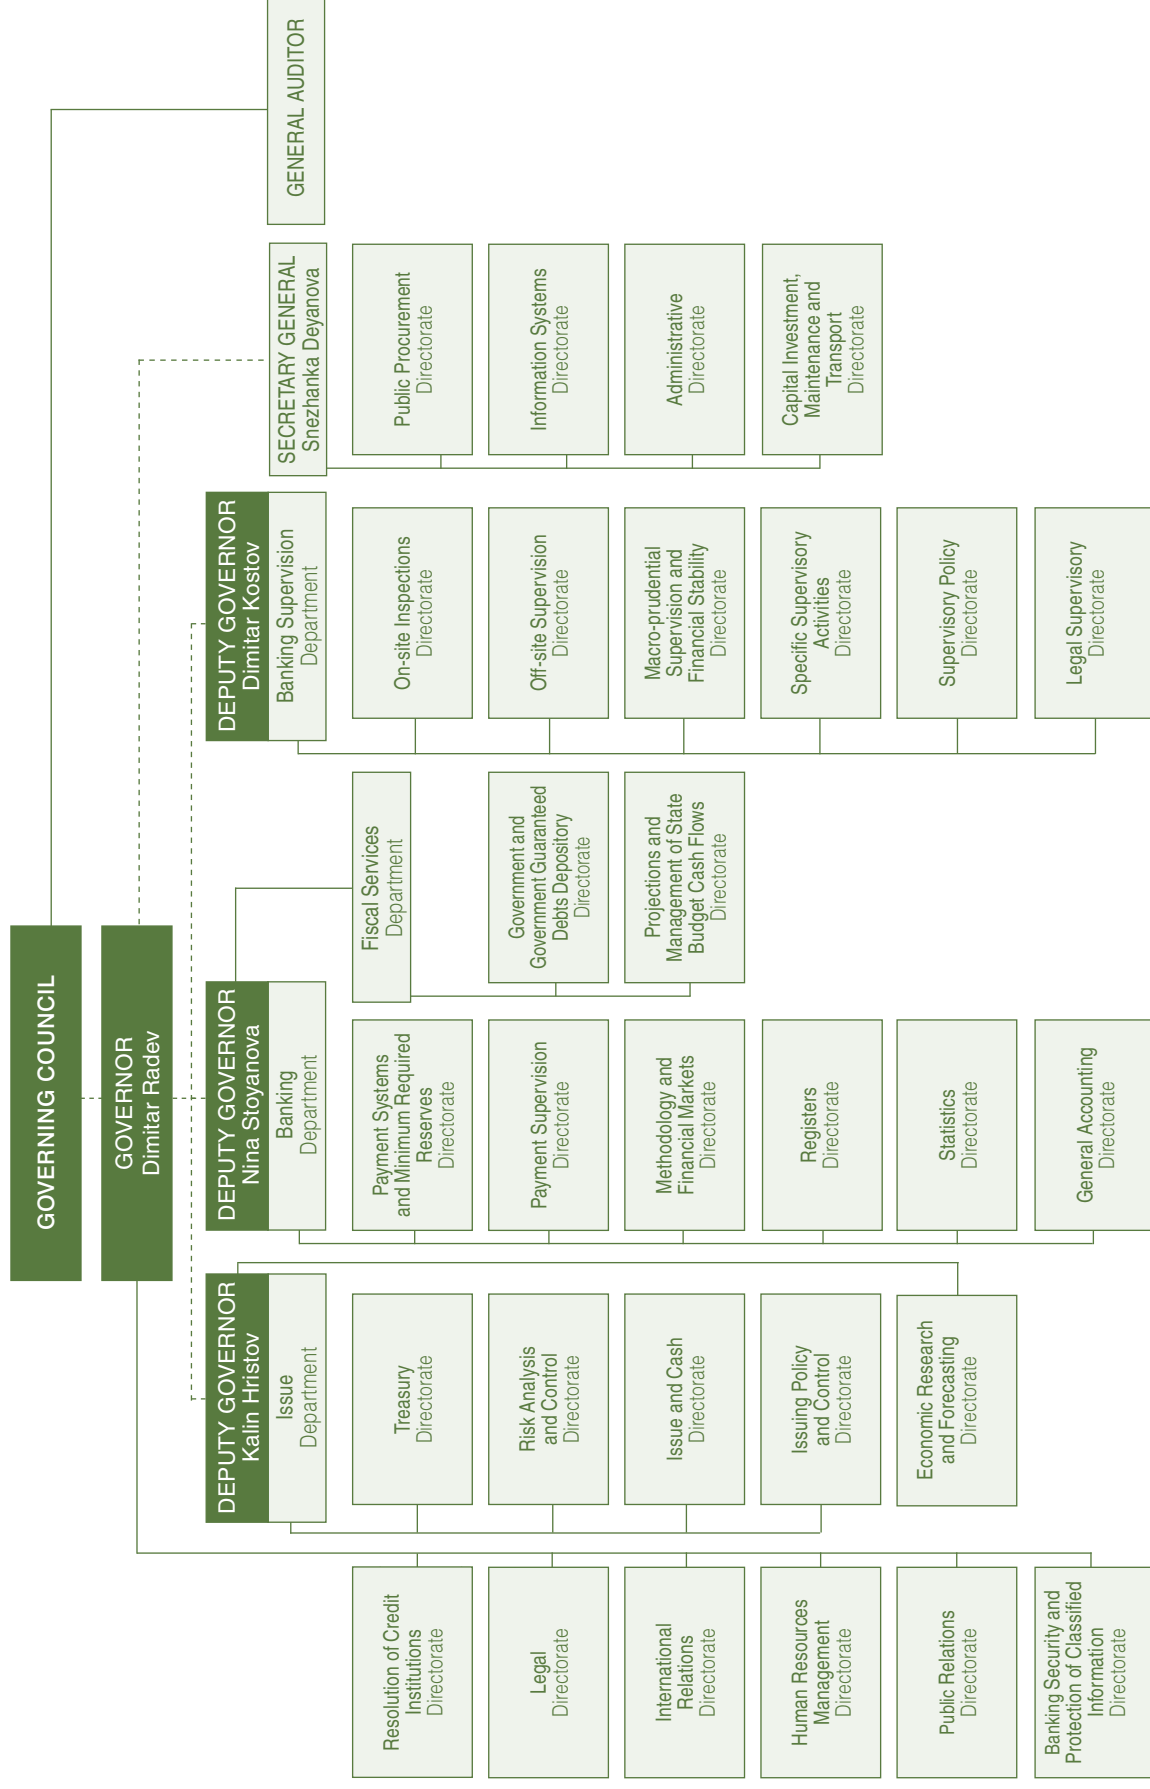 GOVERNING COUNCIL
GOVERNOR
Dimitar Radev
GENERAL AUDITOR
Resolution of Credit
Institutions
Directorate
Legal
Directorate
International
Relations
Directorate
Human Resources
Management
Directorate
Public Relations
Directorate
Banking Security and
Protection of Classified
Information
Directorate
DEPUTY GOVERNOR
Kalin Hristov
Issue
Department
Treasury
Directorate
Risk Analysis
and Control
Directorate
Issue and Cash
Directorate
Issuing Policy
and Control
Directorate
Economic Research
and Forecasting
Directorate
DEPUTY GOVERNOR
Nina Stoyanova
Banking
Department
Payment Systems
and Minimum Required
Reserves
Directorate
Payment Supervision
Directorate
Methodology and
Financial Markets
Directorate
Registers
Directorate
Statistics
Directorate
General Accounting
Directorate
Fiscal Services
Department
Government and
Government Guaranteed
Debts Depository
Directorate
Projections and
Management of State
Budget Cash Flows
Directorate
DEPUTY GOVERNOR
Dimitar Kostov
Banking Supervision
Department
On-site Inspections
Directorate
Off-site Supervision
Directorate
Macro-prudential
Supervision and
Financial Stability
Directorate
Specific Supervisory
Activities
Directorate
Supervisory Policy
Directorate
Legal Supervisory
Directorate
SECRETARY GENERAL
Snezhanka Deyanova
Public Procurement
Directorate
Information Systems
Directorate
Administrative
Directorate
Capital Investment,
Maintenance and
Transport
Directorate